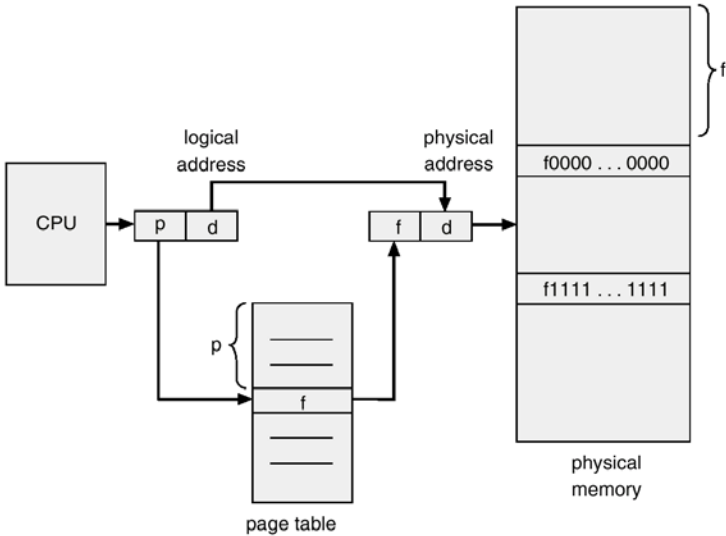 f
logical
address
physical
address
f0000 . . . 0000
CPU
p
d
f
d
f1111 . . . 1111
p
f
physical
memory
page table